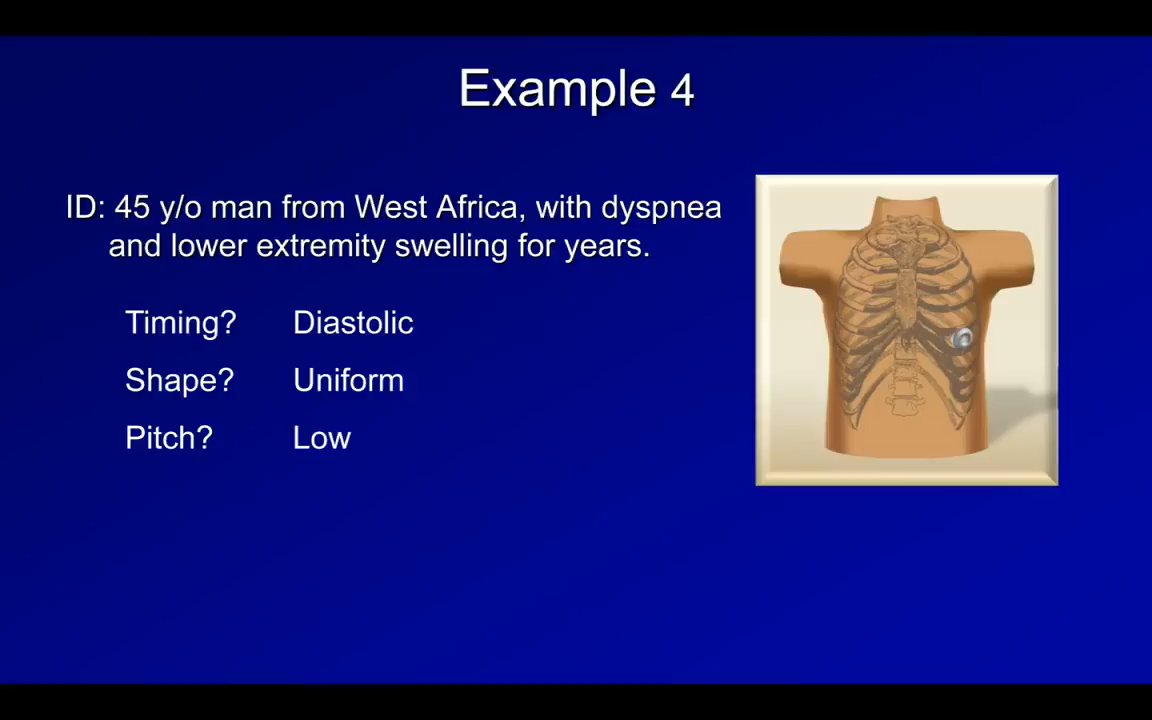 Example 4
ID: 45 y/o man from West Africa, with dyspnea
and lower extremity swelling for years.
Timing? Diastolic
Shape? Uniform
Pitch? Low